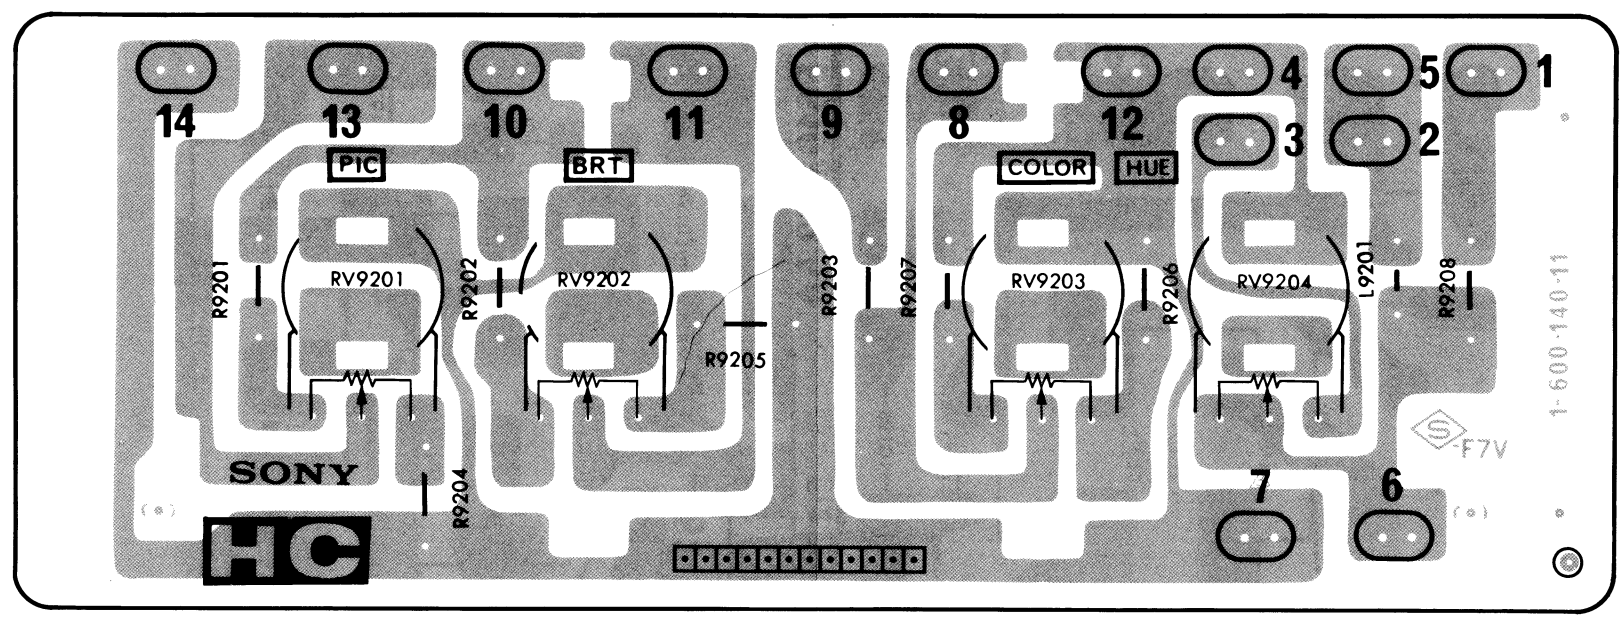 14 13 10 11 9 8 12 4 5 1
3 2
PIC BRT COLOR HUE
R9201 RV9201 R9202 RV9202 R9203 R9207 RV9203 R9206 RV9204 L9201 R9208
R9205
1-600-140-11
S -F7V
SONY
R9204
7 6
HC